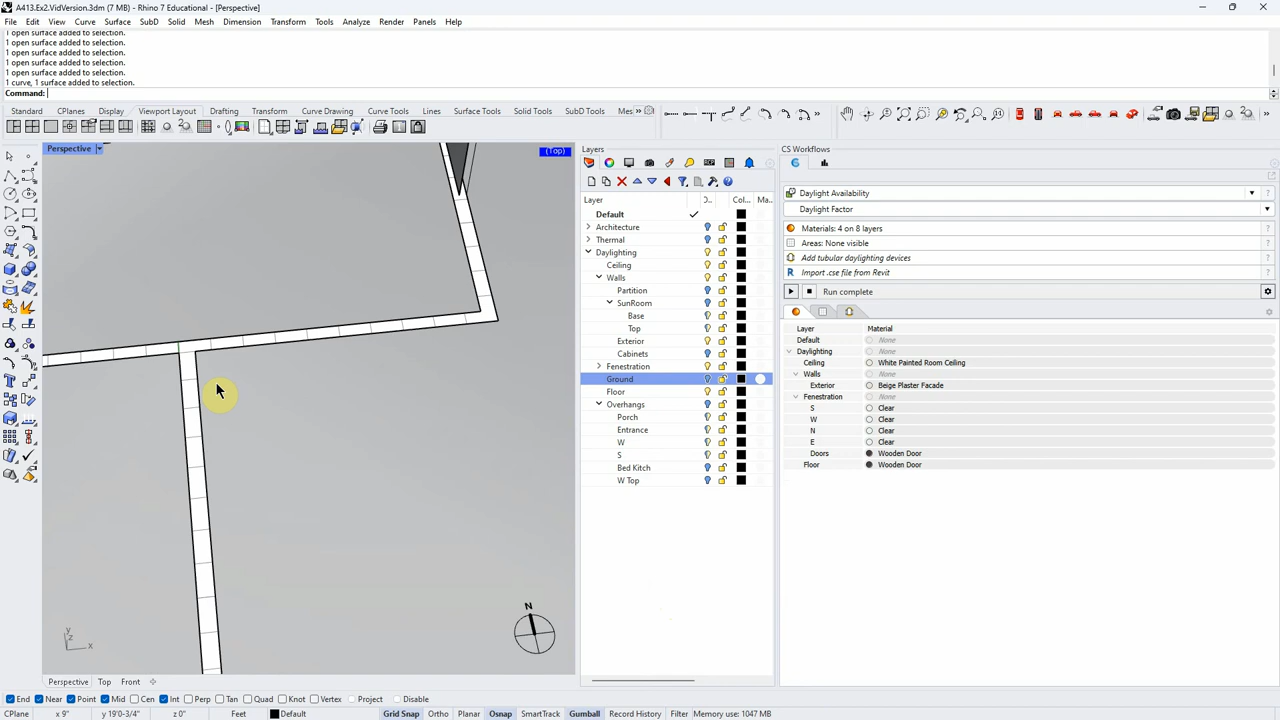 A413.Ex2.VidVersion.3dm (7 MB) - Rhino 7 Educational - [Perspective]
File Edit View Curve Surface SubD Solid Mesh Dimension Transform Tools Analyze Render Panels Help
1 open surface added to selection.
1 open surface added to selection.
1 open surface added to selection.
1 open surface added to selection.
1 open surface added to selection.
1 curve, 1 surface added to selection.
Command:
Standard CPlanes Display Viewport Layout Drafting Transform Curve Drawing Curve Tools Lines Surface Tools Solid Tools SubD Tools Mes »
Perspective
(Top)
Layers
Layer Col... Ma...
Default
Architecture
Thermal
Daylighting
Ceiling
Walls
Partition
SunRoom
Base
Top
Exterior
Cabinets
Fenestration
Ground
Floor
Overhangs
Porch
Entrance
W
S
Bed Kitch
W Top
CS Workflows
Daylight Availability ?
Daylight Factor
Materials: 4 on 8 layers ?
Areas: None visible ?
Add tubular daylighting devices ?
Import .cse file from Revit ?
Run complete
Layer Material
Default None
Daylighting None
Ceiling White Painted Room Ceiling
Walls None
Exterior Beige Plaster Facade
Fenestration None
S Clear
W Clear
N Clear
E Clear
Doors Wooden Door
Floor Wooden Door
N
y
z
x
Perspective Top Front
End Near Point Mid Cen Int Perp Tan Quad Knot Vertex Project Disable
CPlane x 9" y 19'0-3/4" z 0" Feet Default Grid Snap Ortho Planar Osnap SmartTrack Gumball Record History Filter Memory use: 1047 MB